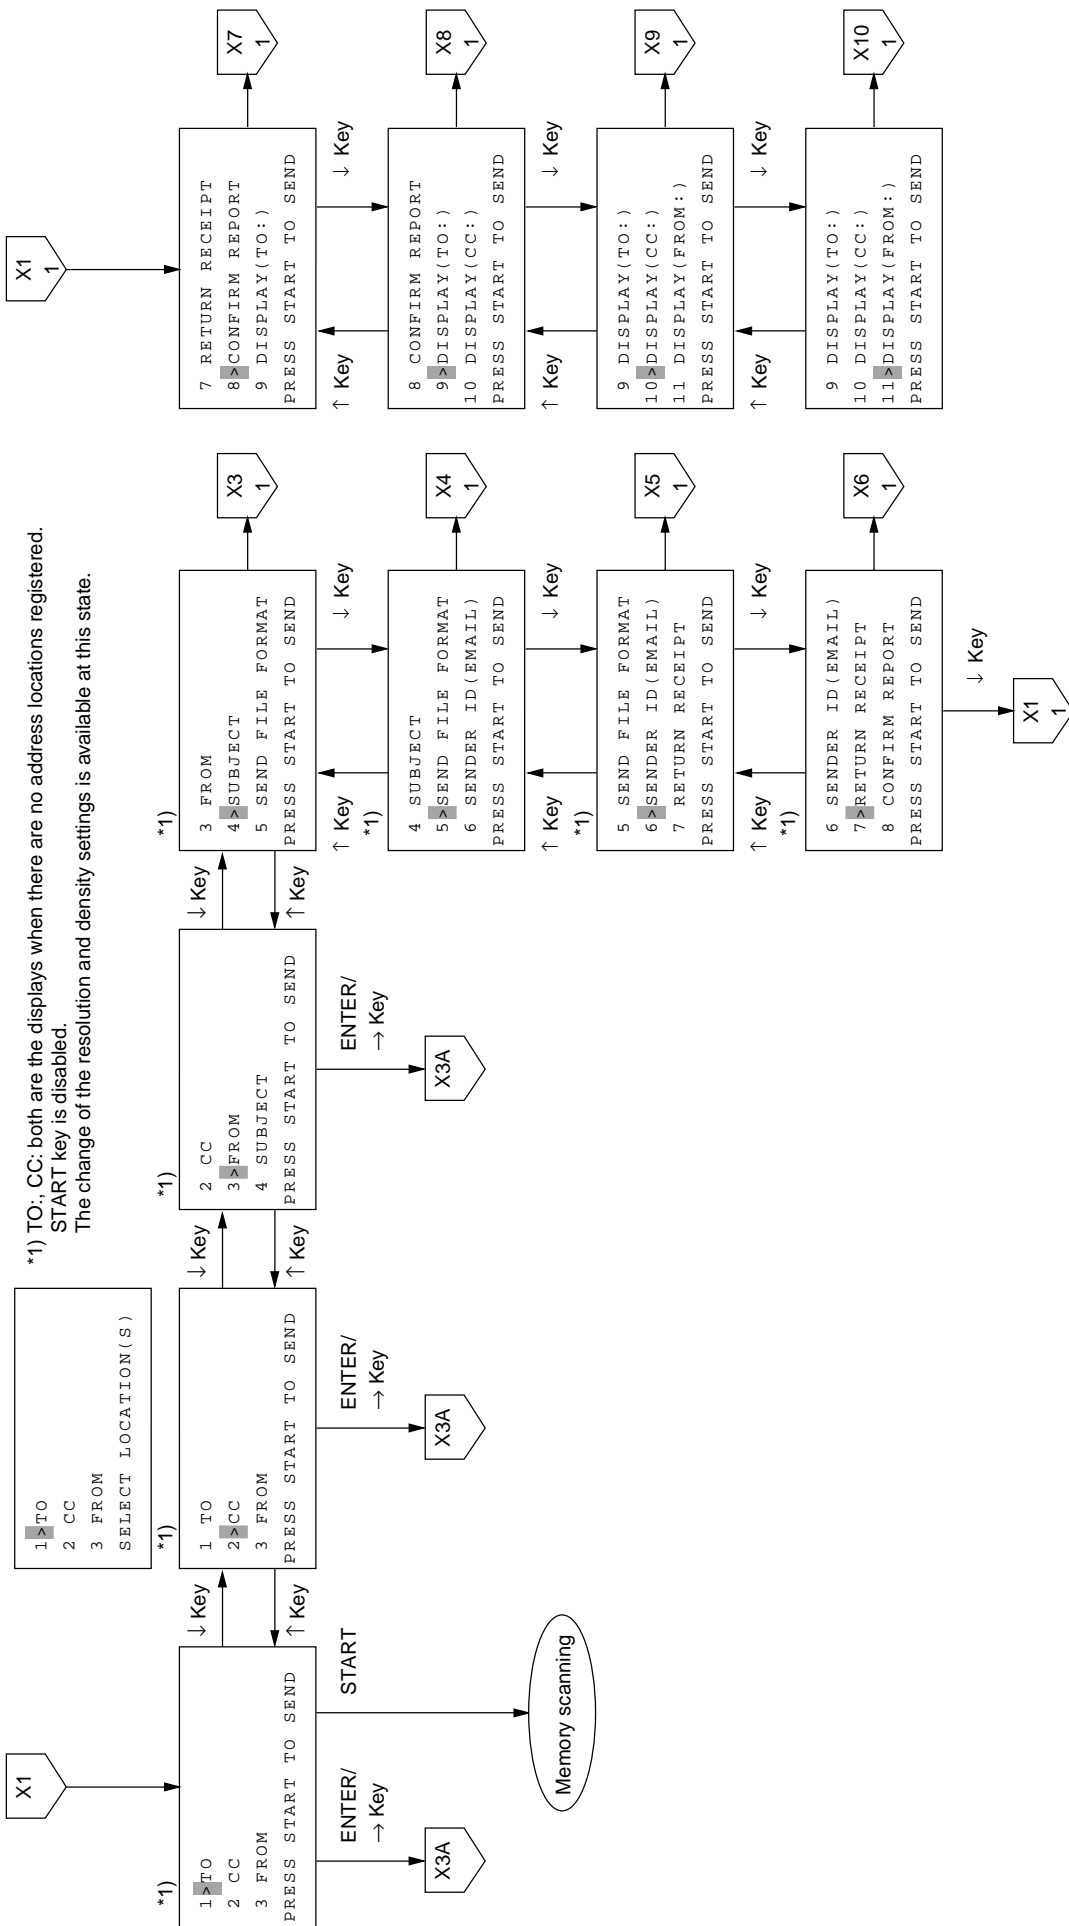 X1
*1)
1>TO
2 CC
3 FROM
PRESS START TO SEND
ENTER/
→ Key
X3A
START
Memory scanning
↓ Key
↑ Key
1>TO
2 CC
3 FROM
SELECT LOCATION(S)
*1)
1 TO
2>CC
3 FROM
PRESS START TO SEND
ENTER/
→ Key
X3A
↓ Key
↑ Key
*1) TO:, CC: both are the displays when there are no address locations registered.
START key is disabled.
The change of the resolution and density settings is available at this state.
*1)
2 CC
3>FROM
4 SUBJECT
PRESS START TO SEND
ENTER/
→ Key
X3A
↓ Key
↑ Key
*1)
3 FROM
4>SUBJECT
5 SEND FILE FORMAT
PRESS START TO SEND
X3
1
↑ Key
↓ Key
*1)
4 SUBJECT
5>SEND FILE FORMAT
6 SENDER ID(EMAIL)
PRESS START TO SEND
X4
1
↑ Key
↓ Key
*1)
5 SEND FILE FORMAT
6>SENDER ID(EMAIL)
7 RETURN RECEIPT
PRESS START TO SEND
X5
1
↑ Key
↓ Key
*1)
6 SENDER ID(EMAIL)
7>RETURN RECEIPT
8 CONFIRM REPORT
PRESS START TO SEND
X6
1
↓ Key
X1
1
X1
1
7 RETURN RECEIPT
8>CONFIRM REPORT
9 DISPLAY(TO:)
PRESS START TO SEND
X7
1
↑ Key
↓ Key
8 CONFIRM REPORT
9>DISPLAY(TO:)
10 DISPLAY(CC:)
PRESS START TO SEND
X8
1
↑ Key
↓ Key
9 DISPLAY(TO:)
10>DISPLAY(CC:)
11 DISPLAY(FROM:)
PRESS START TO SEND
X9
1
↑ Key
↓ Key
9 DISPLAY(TO:)
10 DISPLAY(CC:)
11>DISPLAY(FROM:)
PRESS START TO SEND
X10
1